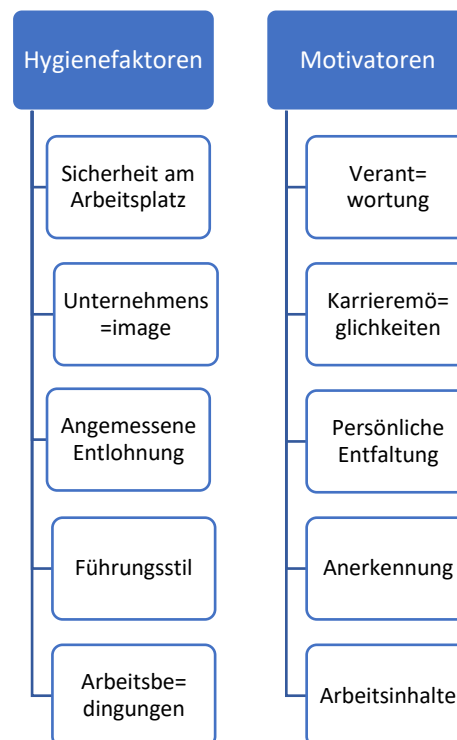 Hygienefaktoren
Sicherheit am
Arbeitsplatz
Unternehmens
=image
Angemessene
Entlohnung
Führungsstil
Arbeitsbe=
dingungen
Motivatoren
Verant=
wortung
Karrieremö=
glichkeiten
Persönliche
Entfaltung
Anerkennung
Arbeitsinhalte